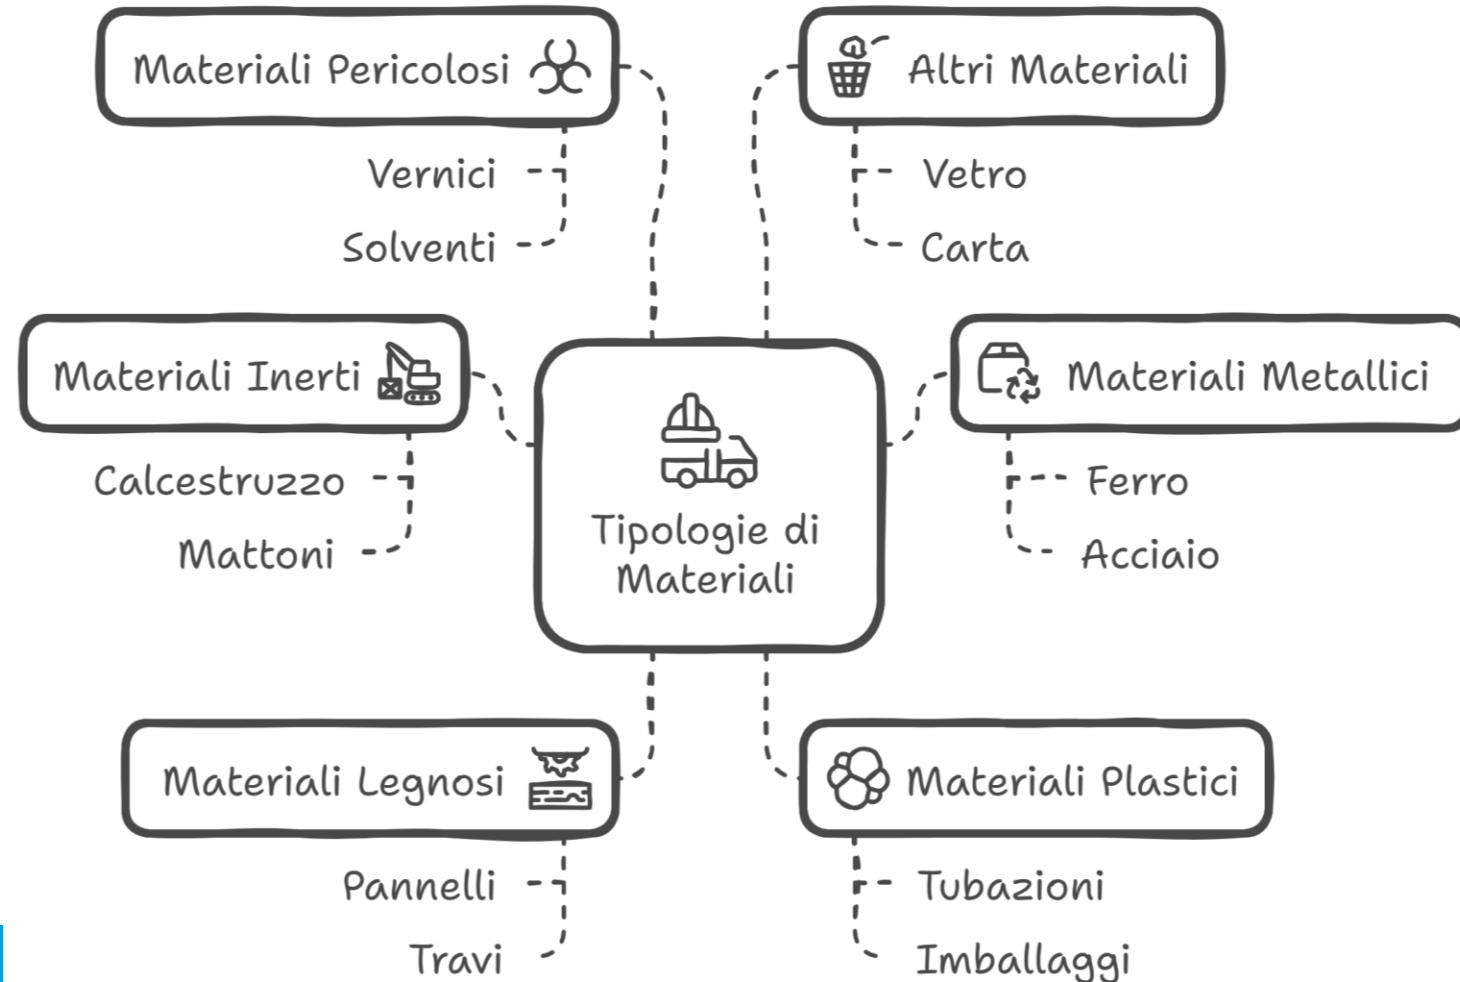 Materiali Pericolosi
Vernici
Solventi
Altri Materiali
Vetro
Carta
Materiali Inerti
Calcestruzzo
Mattoni
Tipologie di
Materiali
Materiali Metallici
Ferro
Acciaio
Materiali Legnosi
Pannelli
Travi
Materiali Plastici
Tubazioni
Imballaggi